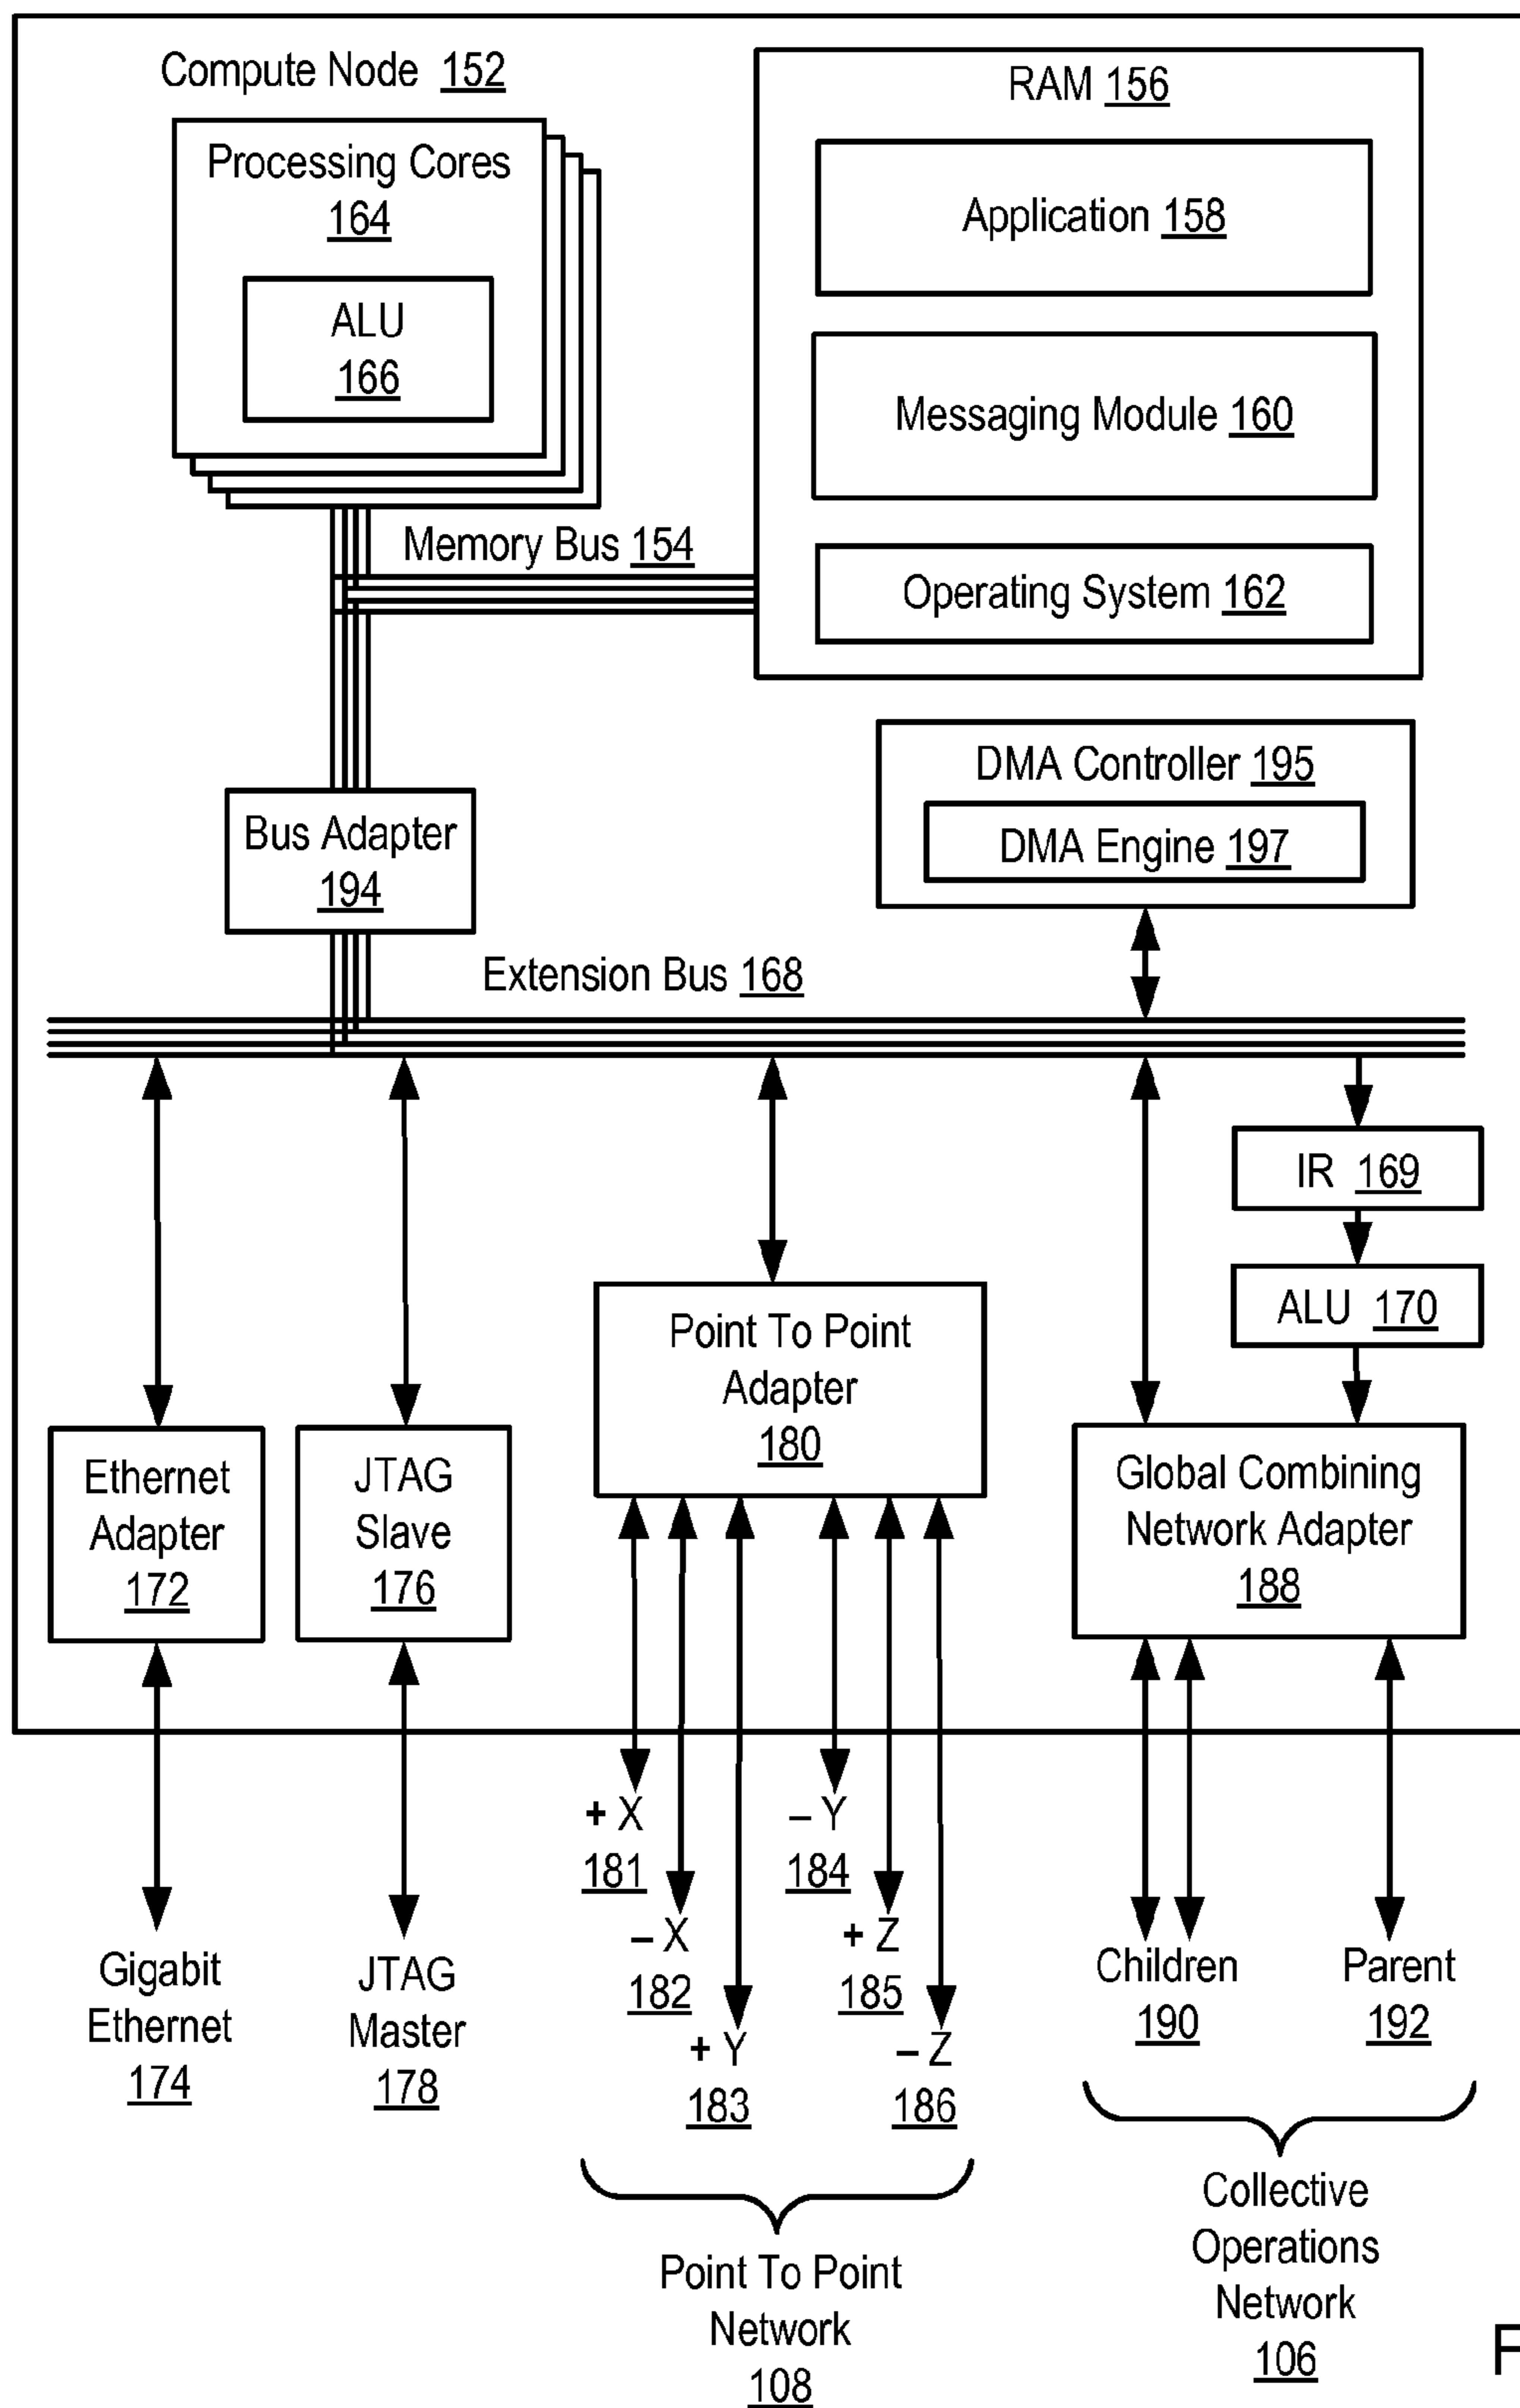 Compute Node 152
Processing Cores
164
ALU
166
RAM 156
Application 158
Messaging Module 160
Operating System 162
Memory Bus 154
DMA Controller 195
DMA Engine 197
Bus Adapter
194
Extension Bus 168
IR 169
ALU 170
Point To Point
Adapter
180
Ethernet
Adapter
172
JTAG
Slave
176
Global Combining
Network Adapter
188
+ X
181
– X
182
+ Y
183
– Y
184
+ Z
185
– Z
186
Gigabit
Ethernet
174
JTAG
Master
178
Children
190
Parent
192
Point To Point
Network
108
Collective
Operations
Network
106
F